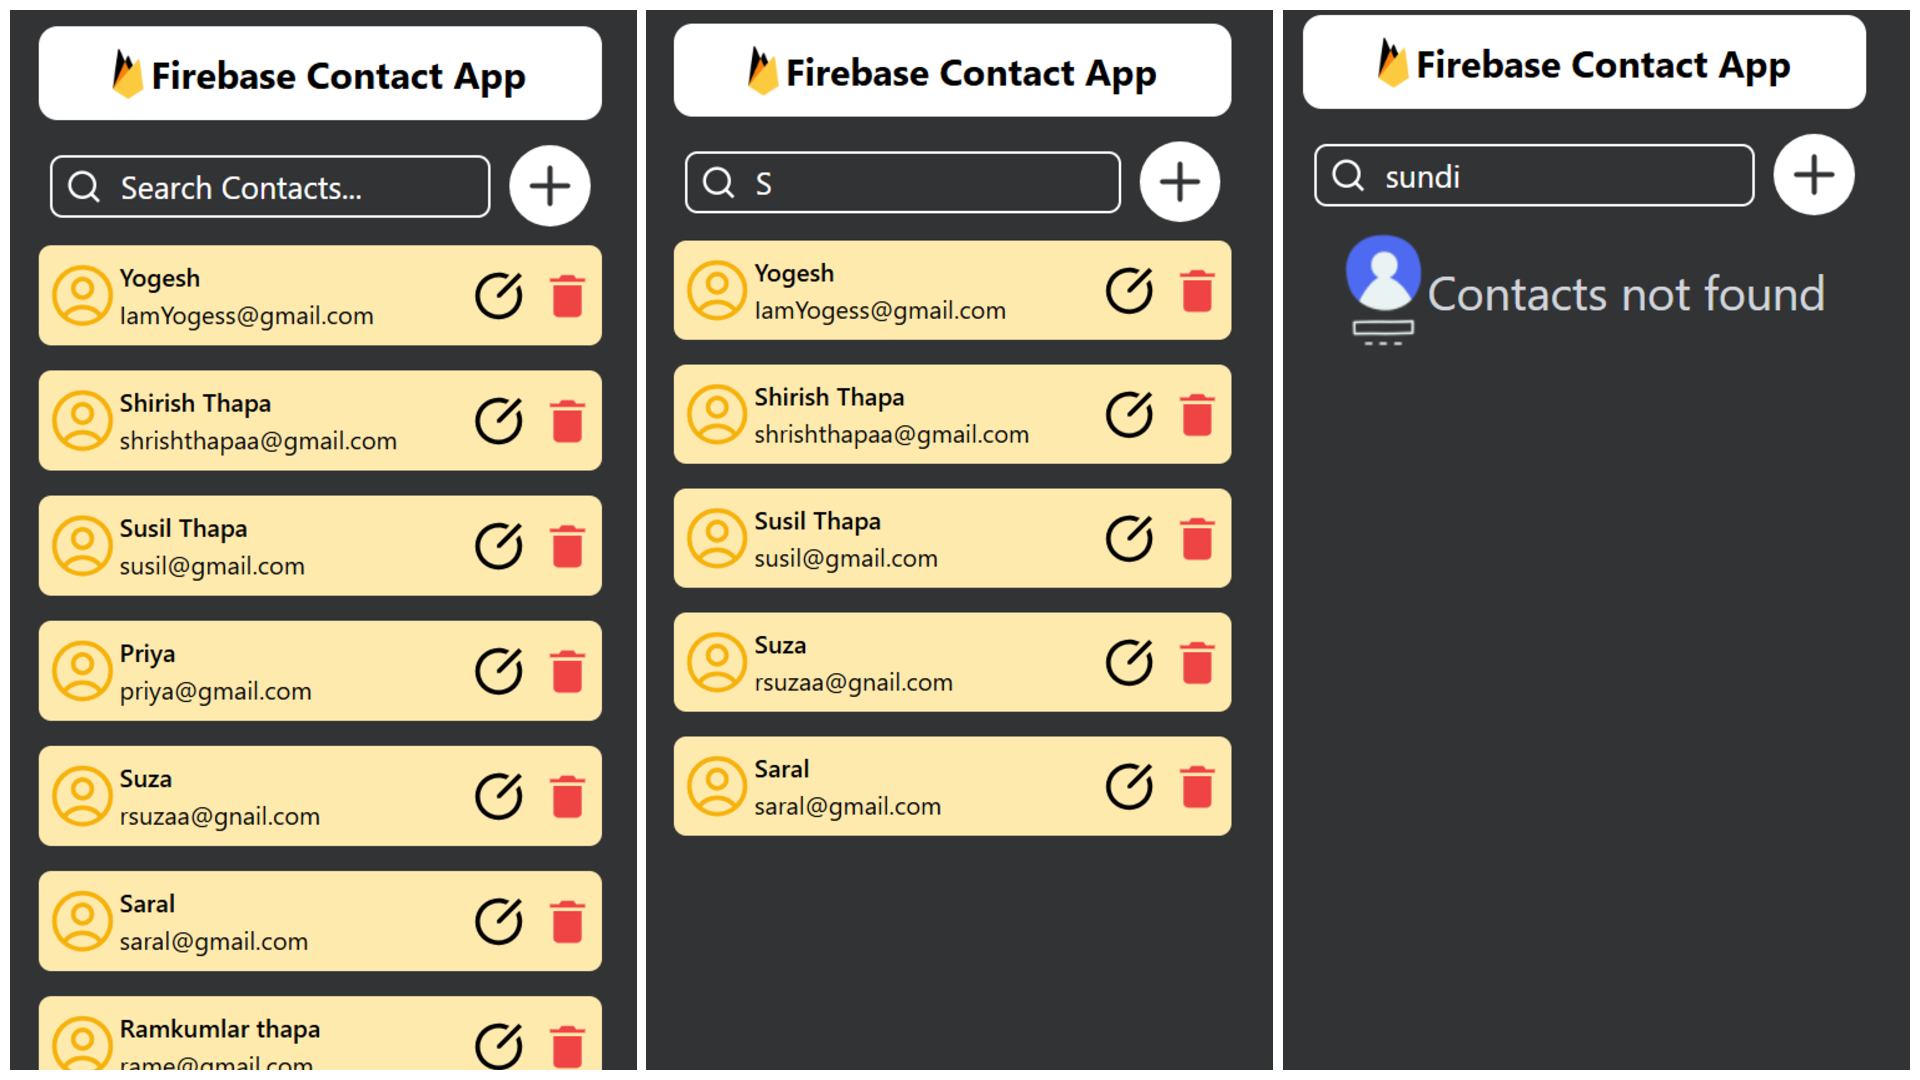 Firebase Contact App
Search Contacts...
Yogesh
IamYogess@gmail.com
Shirish Thapa
shrishthapaa@gmail.com
Susil Thapa
susil@gmail.com
Priya
priya@gmail.com
Suza
rsuzaa@gnail.com
Saral
saral@gmail.com
Ramkumlar thapa
rame@gmail.com
Firebase Contact App
S
Yogesh
IamYogess@gmail.com
Shirish Thapa
shrishthapaa@gmail.com
Susil Thapa
susil@gmail.com
Suza
rsuzaa@gnail.com
Saral
saral@gmail.com
Firebase Contact App
sundi
Contacts not found